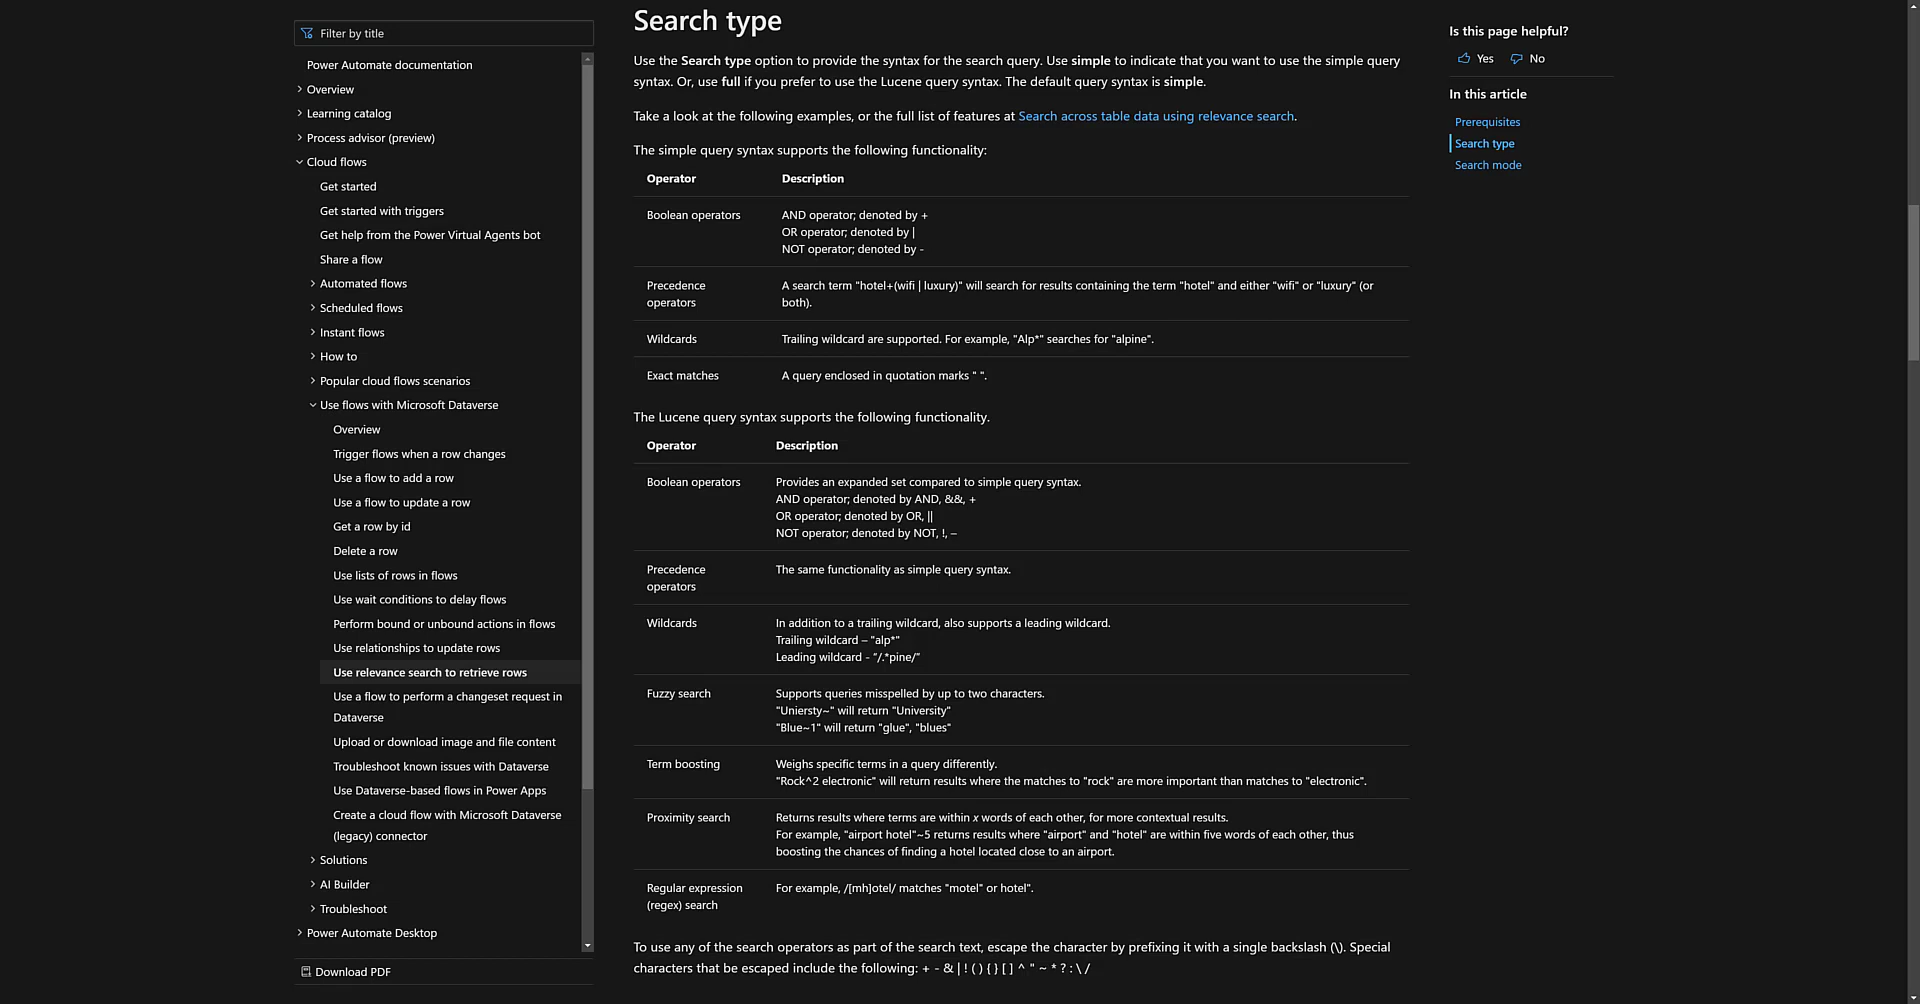 Filter by title
Power Automate documentation
Overview
Learning catalog
Process advisor (preview)
Cloud flows
Get started
Get started with triggers
Get help from the Power Virtual Agents bot
Share a flow
Automated flows
Scheduled flows
Instant flows
How to
Popular cloud flows scenarios
Use flows with Microsoft Dataverse
Overview
Trigger flows when a row changes
Use a flow to add a row
Use a flow to update a row
Get a row by id
Delete a row
Use lists of rows in flows
Use wait conditions to delay flows
Perform bound or unbound actions in flows
Use relationships to update rows
Use relevance search to retrieve rows
Use a flow to perform a changeset request in
Dataverse
Upload or download image and file content
Troubleshoot known issues with Dataverse
Use Dataverse-based flows in Power Apps
Create a cloud flow with Microsoft Dataverse
(legacy) connector
Solutions
AI Builder
Troubleshoot
Power Automate Desktop
Download PDF
Search type
Use the Search type option to provide the syntax for the search query. Use simple to indicate that you want to use the simple query
syntax. Or, use full if you prefer to use the Lucene query syntax. The default query syntax is simple.
Take a look at the following examples, or the full list of features at Search across table data using relevance search.
The simple query syntax supports the following functionality:
Operator Description
Boolean operators AND operator; denoted by +
OR operator; denoted by |
NOT operator; denoted by -
Precedence A search term "hotel+(wifi | luxury)" will search for results containing the term "hotel" and either "wifi" or "luxury" (or
operators both).
Wildcards Trailing wildcard are supported. For example, "Alp*" searches for "alpine".
Exact matches A query enclosed in quotation marks " ".
The Lucene query syntax supports the following functionality.
Operator Description
Boolean operators Provides an expanded set compared to simple query syntax.
AND operator; denoted by AND, &&, +
OR operator; denoted by OR, ||
NOT operator; denoted by NOT, !, –
Precedence The same functionality as simple query syntax.
operators
Wildcards In addition to a trailing wildcard, also supports a leading wildcard.
Trailing wildcard – "alp*"
Leading wildcard - "/.*pine/"
Fuzzy search Supports queries misspelled by up to two characters.
"Uniersty~" will return "University"
"Blue~1" will return "glue", "blues"
Term boosting Weighs specific terms in a query differently.
"Rock^2 electronic" will return results where the matches to "rock" are more important than matches to "electronic".
Proximity search Returns results where terms are within x words of each other, for more contextual results.
For example, "airport hotel"~5 returns results where "airport" and "hotel" are within five words of each other, thus
boosting the chances of finding a hotel located close to an airport.
Regular expression For example, /[mh]otel/ matches "motel" or hotel".
(regex) search
To use any of the search operators as part of the search text, escape the character by prefixing it with a single backslash (\). Special
characters that be escaped include the following: + - & | ! ( ) { } [ ] ^ " ~ * ? : \ /
Is this page helpful?
Yes No
In this article
Prerequisites
Search type
Search mode